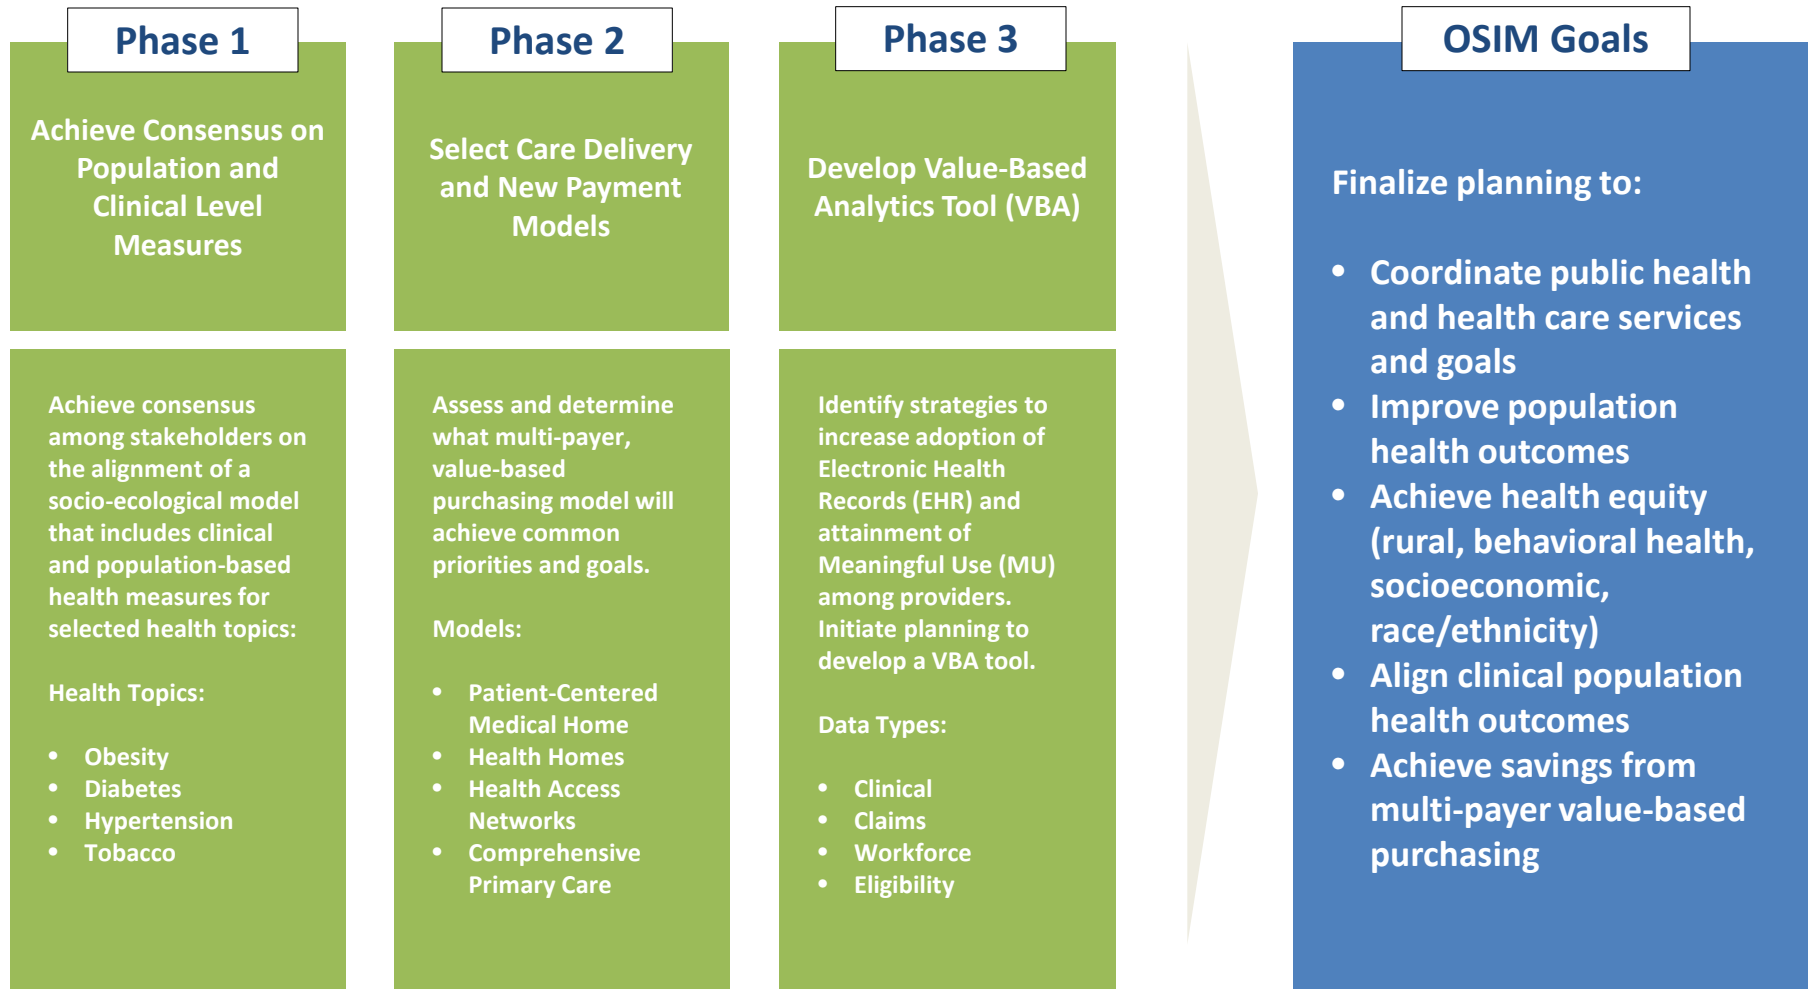 Phase 1
Achieve Consensus on
Population and
Clinical Level
Measures
Achieve consensus
among stakeholders on
the alignment of a
socio-ecological model
that includes clinical
and population-based
health measures for
selected health topics:
Health Topics:
• Obesity
• Diabetes
• Hypertension
• Tobacco
Phase 2
Select Care Delivery
and New Payment
Models
Assess and determine
what multi-payer,
value-based
purchasing model will
achieve common
priorities and goals.
Models:
• Patient-Centered
Medical Home
• Health Homes
• Health Access
Networks
• Comprehensive
Primary Care
Phase 3
Develop Value-Based
Analytics Tool (VBA)
Identify strategies to
increase adoption of
Electronic Health
Records (EHR) and
attainment of
Meaningful Use (MU)
among providers.
Initiate planning to
develop a VBA tool.
Data Types:
• Clinical
• Claims
• Workforce
• Eligibility
OSIM Goals
Finalize planning to:
• Coordinate public health
and health care services
and goals
• Improve population
health outcomes
• Achieve health equity
(rural, behavioral health,
socioeconomic,
race/ethnicity)
• Align clinical population
health outcomes
• Achieve savings from
multi-payer value-based
purchasing